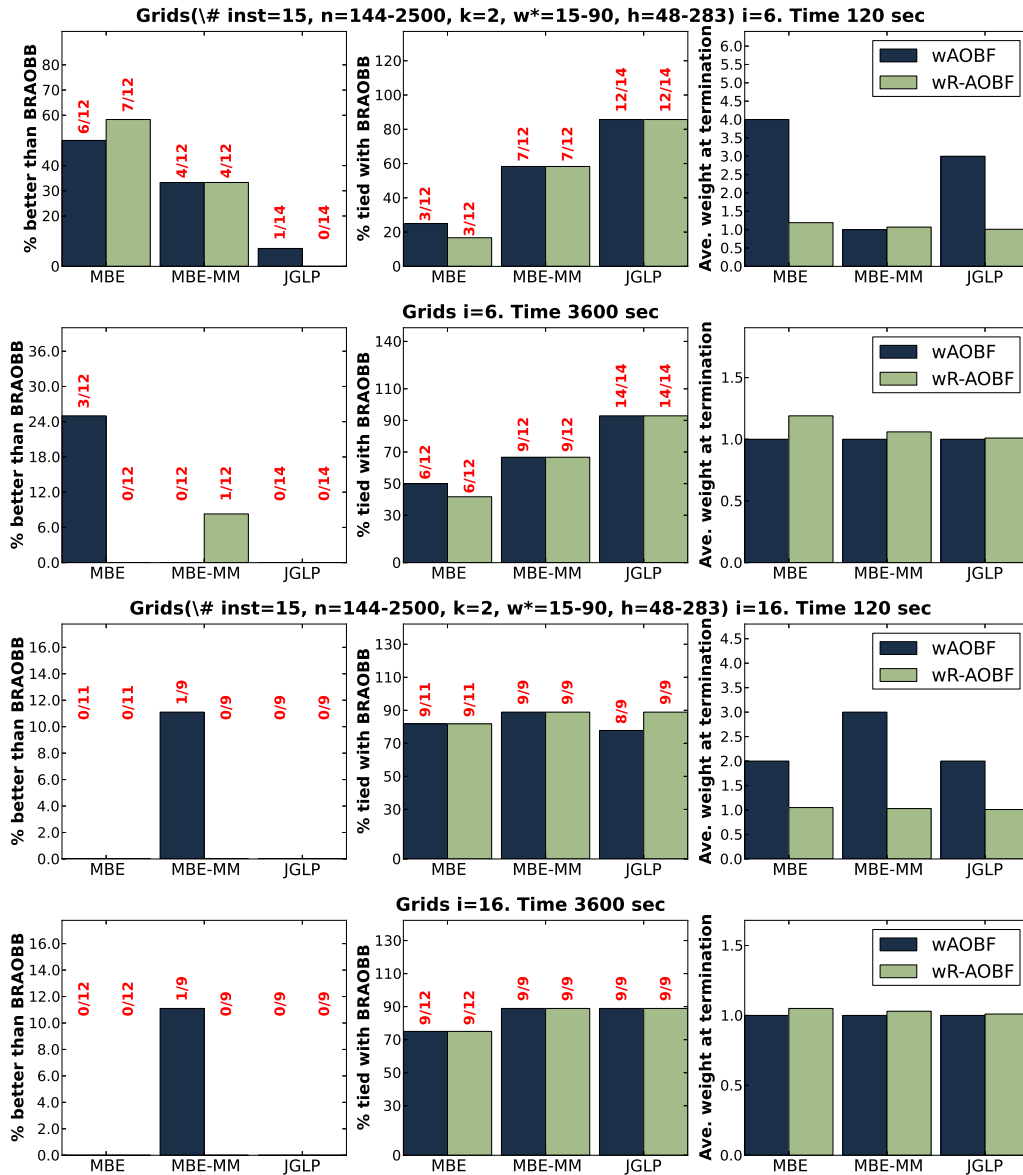 Grids(\# inst=15, n=144-2500, k=2, w*=15-90, h=48-283) i=6. Time 120 sec
% better than BRAOBB
80
60
50
40
30
20
10
0
6/12
7/12
4/12
4/12
1/14
0/14
MBE
MBE-MM
JGLP
% tied with BRAOBB
120
100
80
60
40
20
0
3/12
3/12
7/12
7/12
12/14
12/14
MBE
MBE-MM
JGLP
Ave. weight at termination
6.0
5.5
5.0
4.5
4.0
3.5
3.0
2.5
2.0
1.5
1.0
0.5
0.0
wAOBF
wR-AOBF
MBE
MBE-MM
JGLP
Grids i=6. Time 3600 sec
% better than BRAOBB
36.0
30.0
24.0
18.0
12.0
6.0
0.0
3/12
0/12
0/12
1/12
0/14
0/14
MBE
MBE-MM
JGLP
% tied with BRAOBB
140
110
90
70
50
30
0
6/12
6/12
9/12
9/12
14/14
14/14
MBE
MBE-MM
JGLP
Ave. weight at termination
1.5
1.0
0.5
0.0
wAOBF
wR-AOBF
MBE
MBE-MM
JGLP
Grids(\# inst=15, n=144-2500, k=2, w*=15-90, h=48-283) i=16. Time 120 sec
% better than BRAOBB
16.0
14.0
12.0
10.0
8.0
6.0
4.0
2.0
0.0
0/11
0/11
1/9
0/9
0/9
0/9
MBE
MBE-MM
JGLP
% tied with BRAOBB
130
110
90
70
50
30
0
9/11
9/11
9/9
9/9
8/9
9/9
MBE
MBE-MM
JGLP
Ave. weight at termination
4.5
4.0
3.5
3.0
2.5
2.0
1.5
1.0
0.5
0.0
wAOBF
wR-AOBF
MBE
MBE-MM
JGLP
Grids i=16. Time 3600 sec
% better than BRAOBB
16.0
14.0
12.0
10.0
8.0
6.0
4.0
2.0
0.0
0/12
0/12
1/9
0/9
0/9
0/9
MBE
MBE-MM
JGLP
% tied with BRAOBB
130
110
90
70
50
30
0
9/12
9/12
9/9
9/9
9/9
9/9
MBE
MBE-MM
JGLP
Ave. weight at termination
1.5
1.0
0.5
0.0
wAOBF
wR-AOBF
MBE
MBE-MM
JGLP